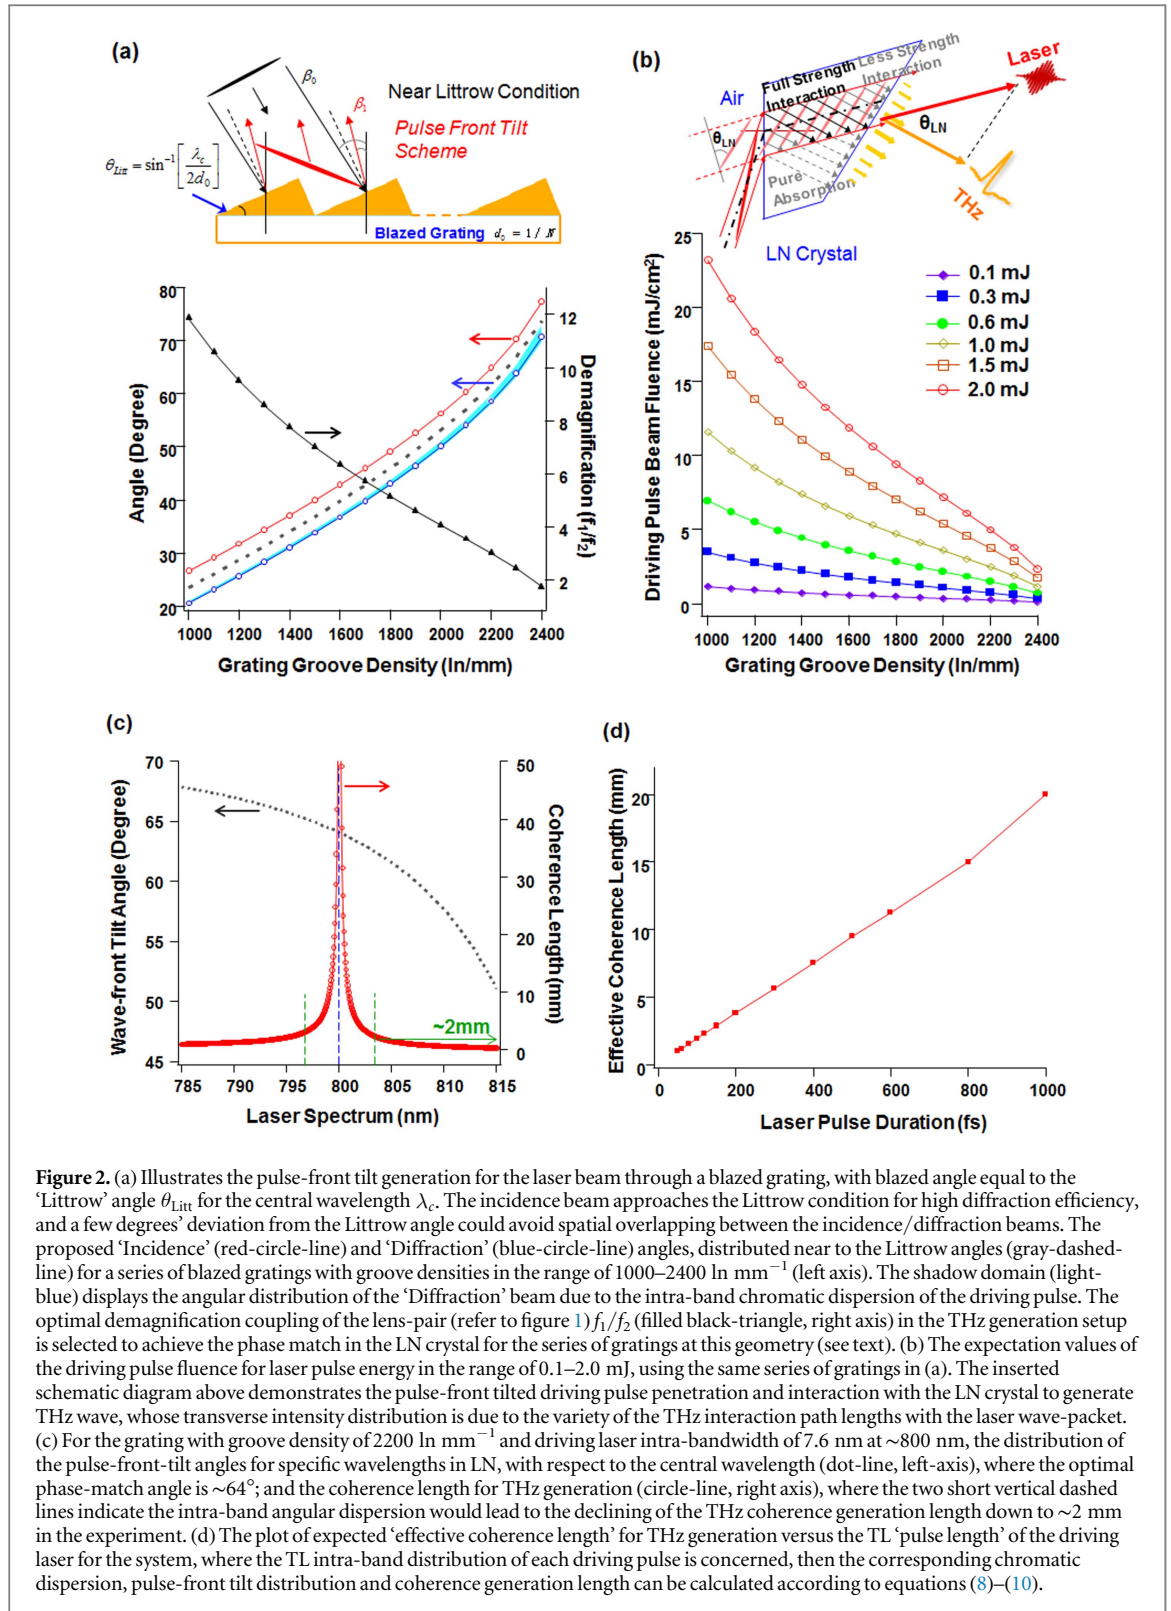 (a)
β₀
β₁
Near Littrow Condition
Pulse Front Tilt
Scheme
θ_Litt = sin⁻¹[λ_c / 2d₀]
Blazed Grating d₀ = 1 / N
80
70
60
50
40
30
20
Angle (Degree)
12
10
8
6
4
2
Demagnification (f₁/f₂)
1000 1200 1400 1600 1800 2000 2200 2400
Grating Groove Density (ln/mm)
(b)
Air
Full Strength
Interaction
Less Strength
Interaction
Laser
θ_LN
θ_LN
Pure
Absorption
THz
LN Crystal
25
20
15
10
5
0
Driving Pulse Beam Fluence (mJ/cm²)
0.1 mJ
0.3 mJ
0.6 mJ
1.0 mJ
1.5 mJ
2.0 mJ
1000 1200 1400 1600 1800 2000 2200 2400
Grating Groove Density (ln/mm)
(c)
70
65
60
55
50
45
Wave-front Tilt Angle (Degree)
50
40
30
20
10
0
Coherence Length (mm)
~2mm
785 790 795 800 805 810 815
Laser Spectrum (nm)
(d)
20
15
10
5
0
Effective Coherence Length (mm)
0 200 400 600 800 1000
Laser Pulse Duration (fs)
Figure 2. (a) Illustrates the pulse-front tilt generation for the laser beam through a blazed grating, with blazed angle equal to the
‘Littrow’ angle θ_Litt for the central wavelength λ_c. The incidence beam approaches the Littrow condition for high diffraction efficiency,
and a few degrees’ deviation from the Littrow angle could avoid spatial overlapping between the incidence/diffraction beams. The
proposed ‘Incidence’ (red-circle-line) and ‘Diffraction’ (blue-circle-line) angles, distributed near to the Littrow angles (gray-dashed-
line) for a series of blazed gratings with groove densities in the range of 1000–2400 ln mm⁻¹ (left axis). The shadow domain (light-
blue) displays the angular distribution of the ‘Diffraction’ beam due to the intra-band chromatic dispersion of the driving pulse. The
optimal demagnification coupling of the lens-pair (refer to figure 1) f₁/f₂ (filled black-triangle, right axis) in the THz generation setup
is selected to achieve the phase match in the LN crystal for the series of gratings at this geometry (see text). (b) The expectation values of
the driving pulse fluence for laser pulse energy in the range of 0.1–2.0 mJ, using the same series of gratings in (a). The inserted
schematic diagram above demonstrates the pulse-front tilted driving pulse penetration and interaction with the LN crystal to generate
THz wave, whose transverse intensity distribution is due to the variety of the THz interaction path lengths with the laser wave-packet.
(c) For the grating with groove density of 2200 ln mm⁻¹ and driving laser intra-bandwidth of 7.6 nm at ~800 nm, the distribution of
the pulse-front-tilt angles for specific wavelengths in LN, with respect to the central wavelength (dot-line, left-axis), where the optimal
phase-match angle is ~64°; and the coherence length for THz generation (circle-line, right axis), where the two short vertical dashed
lines indicate the intra-band angular dispersion would lead to the declining of the THz coherence generation length down to ~2 mm
in the experiment. (d) The plot of expected ‘effective coherence length’ for THz generation versus the TL ‘pulse length’ of the driving
laser for the system, where the TL intra-band distribution of each driving pulse is concerned, then the corresponding chromatic
dispersion, pulse-front tilt distribution and coherence generation length can be calculated according to equations (8)–(10).